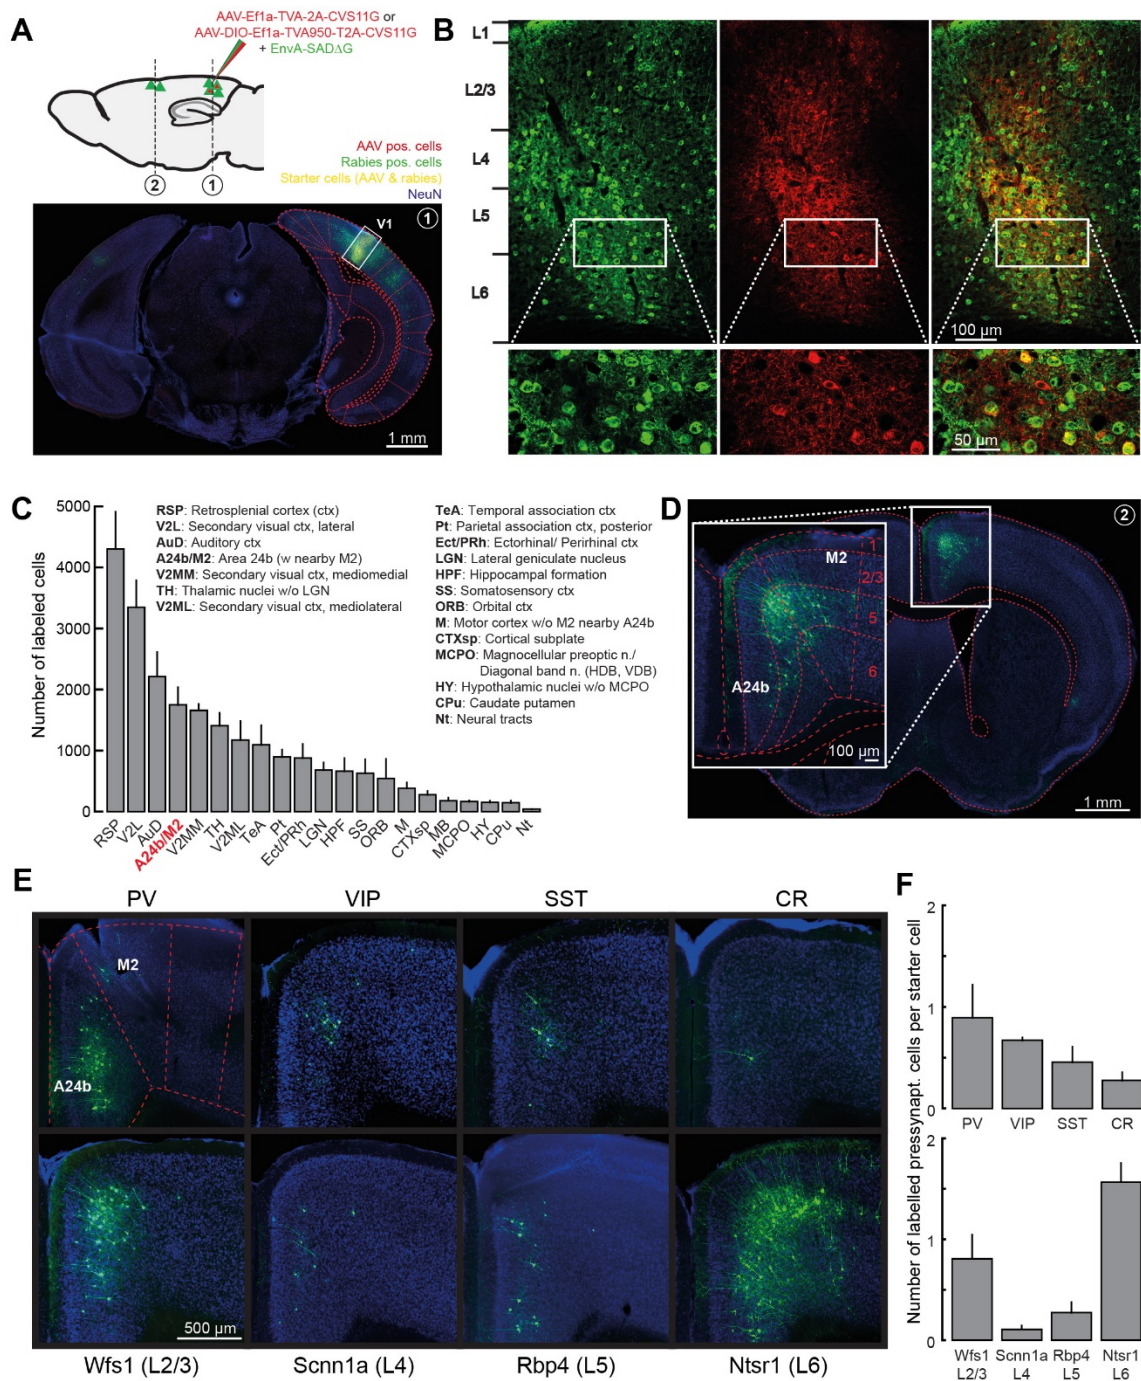 A
AAV-Ef1a-TVA-2A-CVS11G or
AAV-DIO-Ef1a-TVA950-T2A-CVS11G
+ EnvA-SADΔG
2
1
AAV pos. cells
Rabies pos. cells
Starter cells (AAV & rabies)
NeuN
V1
1
1 mm
B
L1
L2/3
L4
L5
L6
100 µm
50 µm
C
Number of labeled cells
5000
4000
3000
2000
1000
0
RSP
V2L
AuD
A24b/M2
V2MM
TH
V2ML
TeA
Pt
Ect/PRh
LGN
HPF
SS
ORB
M
CTXsp
MB
MCPO
HY
CPu
Nt
RSP: Retrosplenial cortex (ctx)
V2L: Secondary visual ctx, lateral
AuD: Auditory ctx
A24b/M2: Area 24b (w nearby M2)
V2MM: Secondary visual ctx, mediomedial
TH: Thalamic nuclei w/o LGN
V2ML: Secondary visual ctx, mediolateral
TeA: Temporal association ctx
Pt: Parietal association ctx, posterior
Ect/PRh: Ectorhinal/ Perirhinal ctx
LGN: Lateral geniculate nucleus
HPF: Hippocampal formation
SS: Somatosensory ctx
ORB: Orbital ctx
M: Motor cortex w/o M2 nearby A24b
CTXsp: Cortical subplate
MCPO: Magnocellular preoptic n./
Diagonal band n. (HDB, VDB)
HY: Hypothalamic nuclei w/o MCPO
CPu: Caudate putamen
Nt: Neural tracts
D
2
M2
1
2/3
5
6
A24b
100 µm
1 mm
E
PV
VIP
SST
CR
M2
A24b
500 µm
Wfs1 (L2/3)
Scnn1a (L4)
Rbp4 (L5)
Ntsr1 (L6)
F
Number of labelled pressynapt. cells per starter cell
2
1
0
PV
VIP
SST
CR
2
1
0
Wfs1
L2/3
Scnn1a
L4
Rbp4
L5
Ntsr1
L6